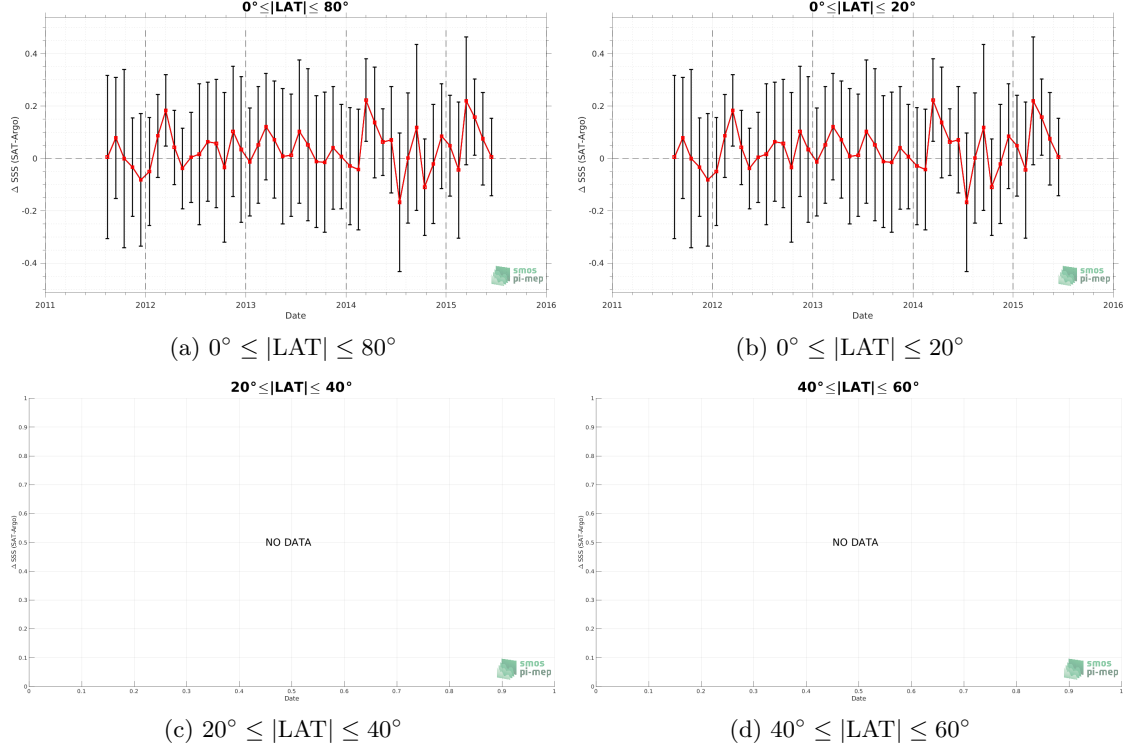 0°≤|LAT|≤ 80°
Δ SSS (SAT-Argo)
0.4
0.2
0
-0.2
-0.4
2011 2012 2013 2014 2015 2016
Date
smos
pi-mep
(a) 0° ≤ |LAT| ≤ 80°
0°≤|LAT|≤ 20°
Δ SSS (SAT-Argo)
0.4
0.2
0
-0.2
-0.4
2011 2012 2013 2014 2015 2016
Date
smos
pi-mep
(b) 0° ≤ |LAT| ≤ 20°
20°≤|LAT|≤ 40°
Δ SSS (SAT-Argo)
1
0.9
0.8
0.7
0.6
0.5
0.4
0.3
0.2
0.1
0
NO DATA
0 0.1 0.2 0.3 0.4 0.5 0.6 0.7 0.8 0.9 1
Date
smos
pi-mep
(c) 20° ≤ |LAT| ≤ 40°
40°≤|LAT|≤ 60°
Δ SSS (SAT-Argo)
1
0.9
0.8
0.7
0.6
0.5
0.4
0.3
0.2
0.1
0
NO DATA
0 0.1 0.2 0.3 0.4 0.5 0.6 0.7 0.8 0.9 1
Date
smos
pi-mep
(d) 40° ≤ |LAT| ≤ 60°